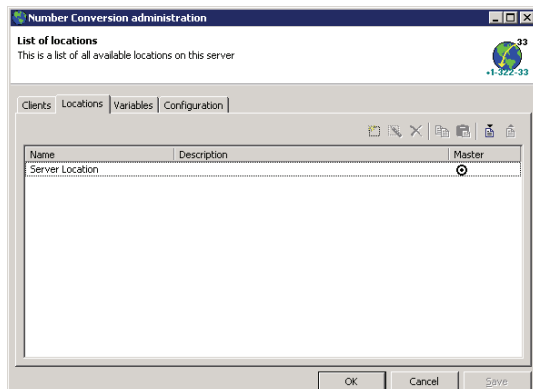 Number Conversion administration
List of locations
This is a list of all available locations on this server
33
+1-322-33
Clients Locations Variables Configuration
Name Description Master
Server Location
OK Cancel Save